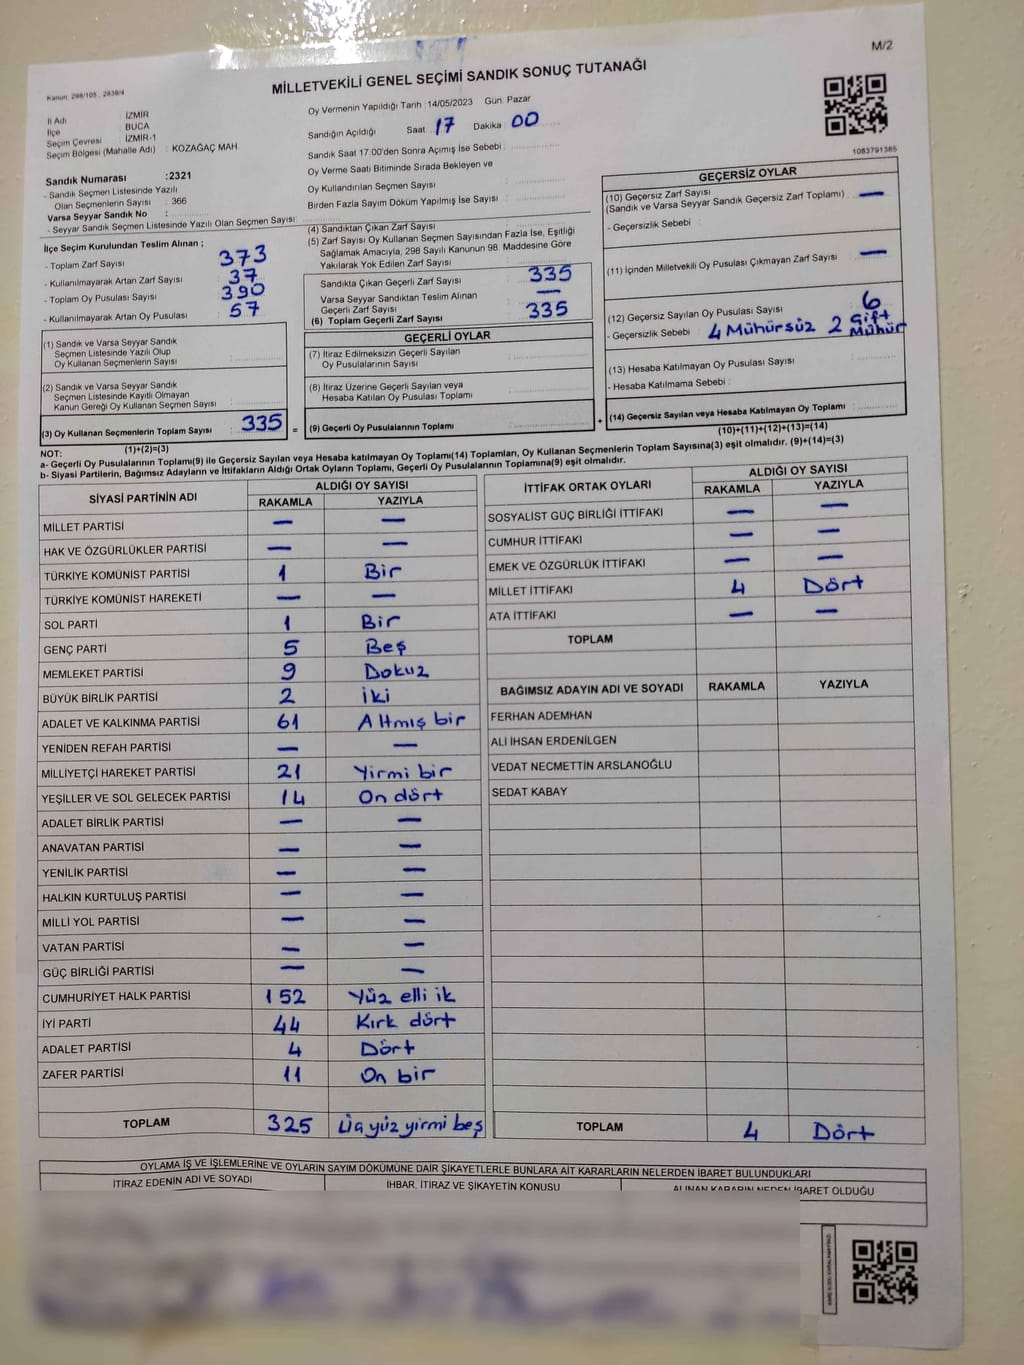 M/2
Kanun: 298/105 , 2839/4
MİLLETVEKİLİ GENEL SEÇİMİ SANDIK SONUÇ TUTANAĞI
İl Adı : İZMİR
İlçe : BUCA
Seçim Çevresi : İZMİR-1
Seçim Bölgesi (Mahalle Adı) : KOZAĞAÇ MAH.
Oy Vermenin Yapıldığı Tarih :14/05/2023 Gün: Pazar
Sandığın Açıldığı Saat :17 Dakika :00
Sandık Saat 17:00'den Sonra Açımış İse Sebebi :
Oy Verme Saati Bitiminde Sırada Bekleyen ve
Oy Kullandırılan Seçmen Sayısı :
Birden Fazla Sayım Döküm Yapılmış İse Sayısı :
1083791385
Sandık Numarası :2321
- Sandık Seçmen Listesinde Yazılı
Olan Seçmenlerin Sayısı : 366
Varsa Seyyar Sandık No :
- Seyyar Sandık Seçmen Listesinde Yazılı Olan Seçmen Sayısı:
İlçe Seçim Kurulundan Teslim Alınan ;
- Toplam Zarf Sayısı : 373
- Kullanılmayarak Artan Zarf Sayısı : 37
- Toplam Oy Pusulası Sayısı : 390
- Kullanılmayarak Artan Oy Pusulası : 57
(4) Sandıktan Çıkan Zarf Sayısı :
(5) Zarf Sayısı Oy Kullanan Seçmen Sayısından Fazla İse, Eşitliği
Sağlamak Amacıyla, 298 Sayılı Kanunun 98. Maddesine Göre
Yakılarak Yok Edilen Zarf Sayısı :
Sandıkta Çıkan Geçerli Zarf Sayısı : 335
Varsa Seyyar Sandıktan Teslim Alınan
Geçerli Zarf Sayısı : —
(6) Toplam Geçerli Zarf Sayısı : 335
GEÇERSİZ OYLAR
(10) Geçersiz Zarf Sayısı : —
(Sandık ve Varsa Seyyar Sandık Geçersiz Zarf Toplamı)
- Geçersizlik Sebebi :
(11) İçinden Milletvekili Oy Pusulası Çıkmayan Zarf Sayısı : —
(12) Geçersiz Sayılan Oy Pusulası Sayısı : 6
- Geçersizlik Sebebi : 4 Mühürsüz 2 Çift Mühür
(13) Hesaba Katılmayan Oy Pusulası Sayısı :
- Hesaba Katılmama Sebebi :
(14) Geçersiz Sayılan veya Hesaba Katılmayan Oy Toplamı :
(10)+(11)+(12)+(13)=(14)
(1) Sandık ve Varsa Seyyar Sandık
Seçmen Listesinde Yazılı Olup
Oy Kullanan Seçmenlerin Sayısı :
(2) Sandık ve Varsa Seyyar Sandık
Seçmen Listesinde Kayıtlı Olmayan
Kanun Gereği Oy Kullanan Seçmen Sayısı :
(3) Oy Kullanan Seçmenlerin Toplam Sayısı : 335 =
(1)+(2)=(3)
GEÇERLİ OYLAR
(7) İtiraz Edilmeksizin Geçerli Sayılan
Oy Pusulalarının Sayısı :
(8) İtiraz Üzerine Geçerli Sayılan veya
Hesaba Katılan Oy Pusulası Toplamı :
(9) Geçerli Oy Pusulalarının Toplamı : +
NOT:
a- Geçerli Oy Pusulalarının Toplamı(9) ile Geçersiz Sayılan veya Hesaba katılmayan Oy Toplamı(14) Toplamları, Oy Kullanan Seçmenlerin Toplam Sayısına(3) eşit olmalıdır. (9)+(14)=(3)
b- Siyasi Partilerin, Bağımsız Adayların ve İttifakların Aldığı Ortak Oyların Toplamı, Geçerli Oy Pusulalarının Toplamına(9) eşit olmalıdır.
SİYASİ PARTİNİN ADI ALDIĞI OY SAYISI
RAKAMLA YAZIYLA
MİLLET PARTİSİ — —
HAK VE ÖZGÜRLÜKLER PARTİSİ — —
TÜRKİYE KOMÜNİST PARTİSİ 1 Bir
TÜRKİYE KOMÜNİST HAREKETİ — —
SOL PARTİ 1 Bir
GENÇ PARTİ 5 Beş
MEMLEKET PARTİSİ 9 Dokuz
BÜYÜK BİRLİK PARTİSİ 2 iki
ADALET VE KALKINMA PARTİSİ 61 Altmış bir
YENİDEN REFAH PARTİSİ — —
MİLLİYETÇİ HAREKET PARTİSİ 21 Yirmi bir
YEŞİLLER VE SOL GELECEK PARTİSİ 14 On dört
ADALET BİRLİK PARTİSİ — —
ANAVATAN PARTİSİ — —
YENİLİK PARTİSİ — —
HALKIN KURTULUŞ PARTİSİ — —
MİLLİ YOL PARTİSİ — —
VATAN PARTİSİ — —
GÜÇ BİRLİĞİ PARTİSİ — —
CUMHURİYET HALK PARTİSİ 152 Yüz elli ik
İYİ PARTİ 44 Kırk dört
ADALET PARTİSİ 4 Dört
ZAFER PARTİSİ 11 On bir
TOPLAM 325 Üç yüz yirmi beş
İTTİFAK ORTAK OYLARI ALDIĞI OY SAYISI
RAKAMLA YAZIYLA
SOSYALİST GÜÇ BİRLİĞİ İTTİFAKI — —
CUMHUR İTTİFAKI — —
EMEK VE ÖZGÜRLÜK İTTİFAKI — —
MİLLET İTTİFAKI 4 Dört
ATA İTTİFAKI — —
TOPLAM
BAĞIMSIZ ADAYIN ADI VE SOYADI RAKAMLA YAZIYLA
FERHAN ADEMHAN
ALİ İHSAN ERDENİLGEN
VEDAT NECMETTİN ARSLANOĞLU
SEDAT KABAY
TOPLAM 4 Dört
OYLAMA İŞ VE İŞLEMLERİNE VE OYLARIN SAYIM DÖKÜMÜNE DAİR ŞİKAYETLERLE BUNLARA AİT KARARLARIN NELERDEN İBARET BULUNDUKLARI
İTİRAZ EDENİN ADI VE SOYADI İHBAR, İTİRAZ VE ŞİKAYETİN KONUSU ALINAN KARARIN NEDEN İBARET OLDUĞU